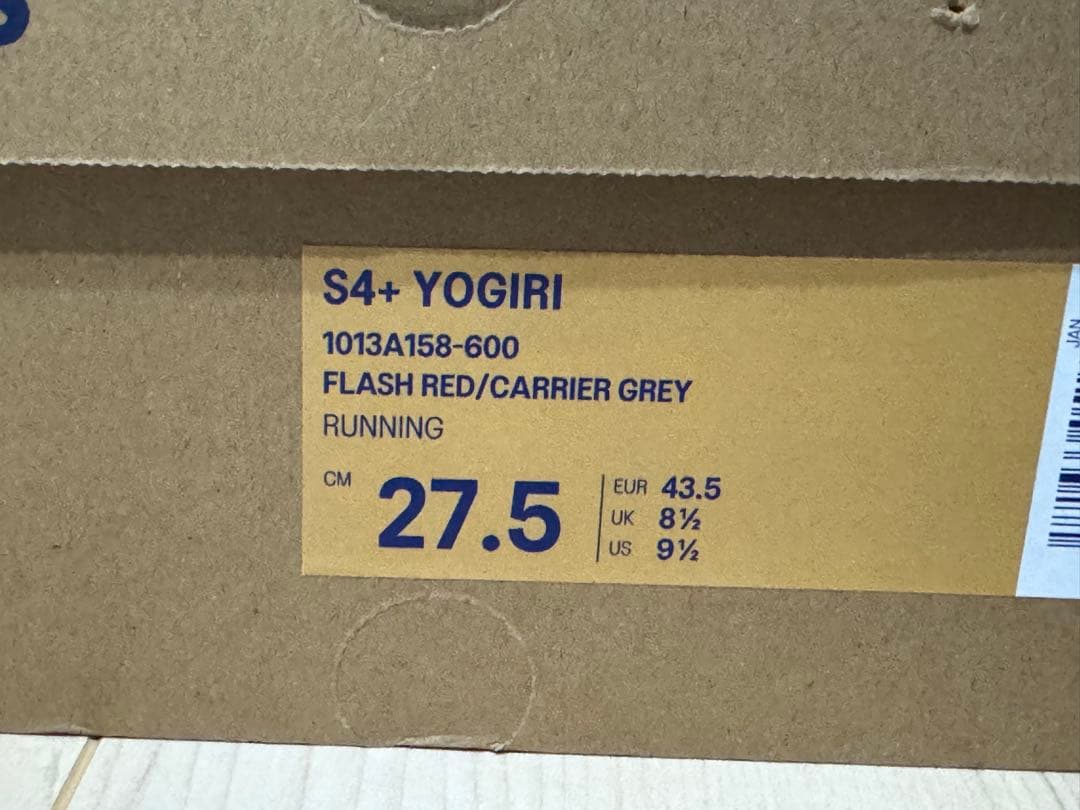 S4+ YOGIRI
1013A158-600
FLASH RED/CARRIER GREY
RUNNING
CM 27.5
EUR 43.5
UK 8½
US 9½
JAN